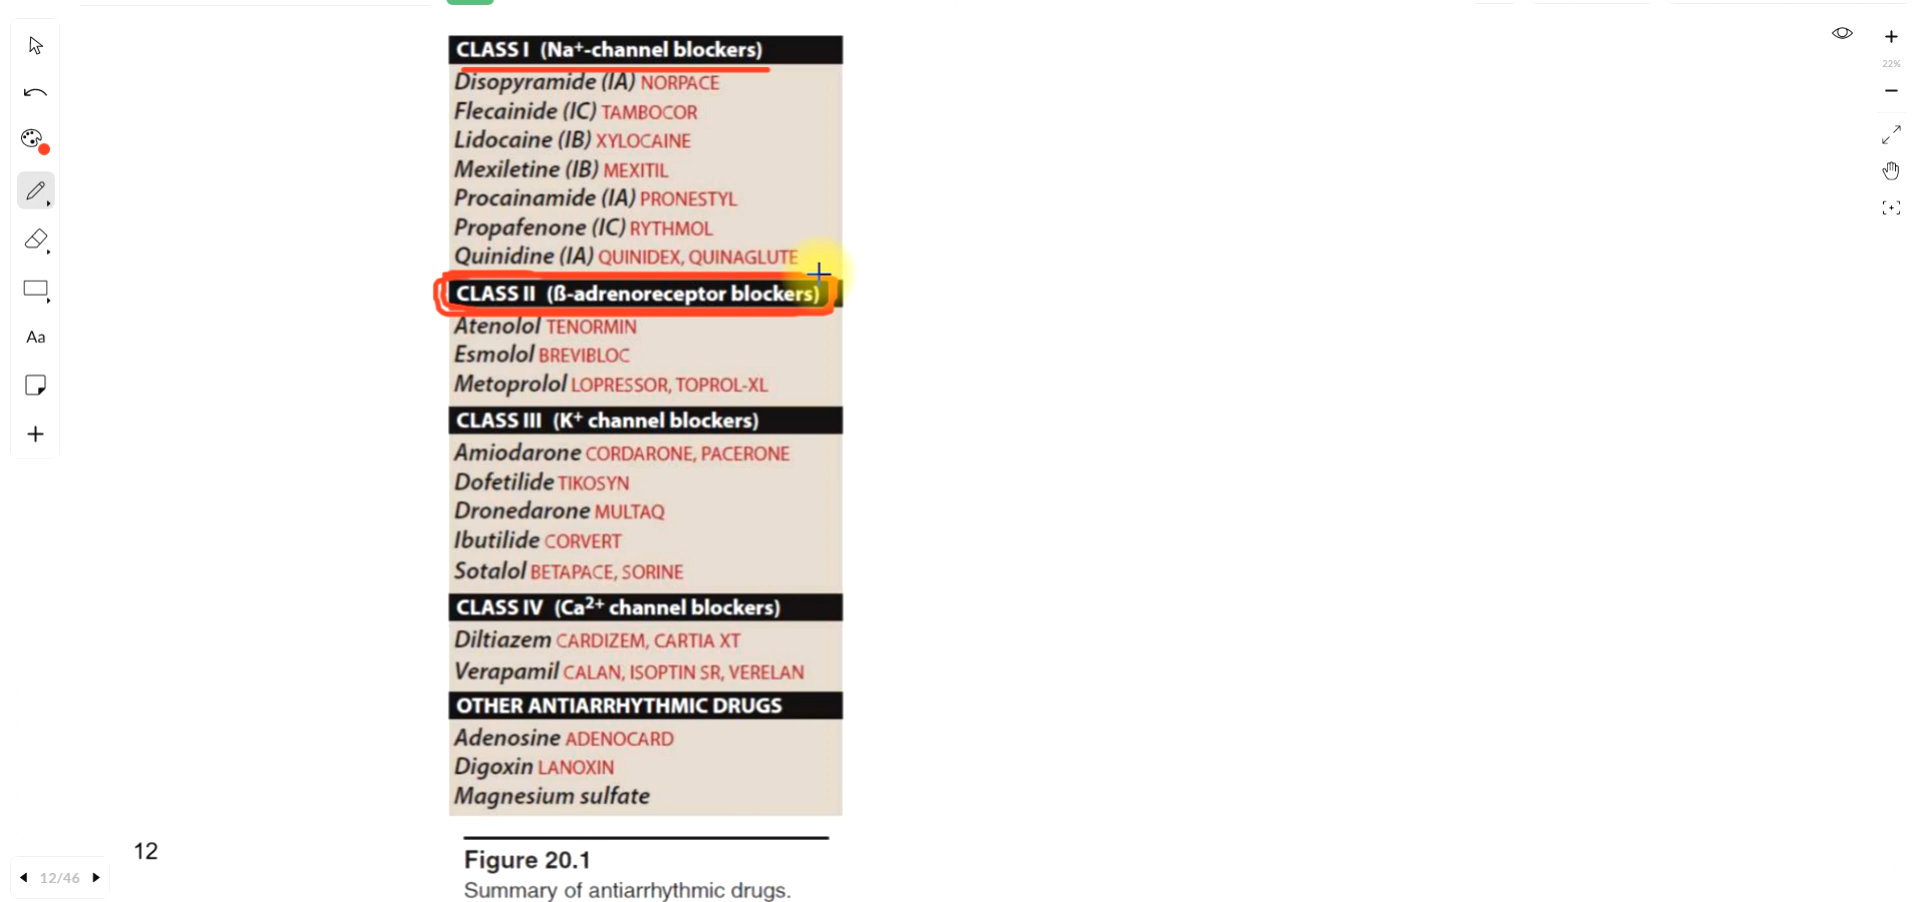 CLASS I (Na⁺-channel blockers)
Disopyramide (IA) NORPACE
Flecainide (IC) TAMBOCOR
Lidocaine (IB) XYLOCAINE
Mexiletine (IB) MEXITIL
Procainamide (IA) PRONESTYL
Propafenone (IC) RYTHMOL
Quinidine (IA) QUINIDEX, QUINAGLUTE
CLASS II (ß-adrenoreceptor blockers)
Atenolol TENORMIN
Esmolol BREVIBLOC
Metoprolol LOPRESSOR, TOPROL-XL
CLASS III (K⁺ channel blockers)
Amiodarone CORDARONE, PACERONE
Dofetilide TIKOSYN
Dronedarone MULTAQ
Ibutilide CORVERT
Sotalol BETAPACE, SORINE
CLASS IV (Ca²⁺ channel blockers)
Diltiazem CARDIZEM, CARTIA XT
Verapamil CALAN, ISOPTIN SR, VERELAN
OTHER ANTIARRHYTHMIC DRUGS
Adenosine ADENOCARD
Digoxin LANOXIN
Magnesium sulfate
Figure 20.1
Summary of antiarrhythmic drugs.
12
12/46
Aa
22%